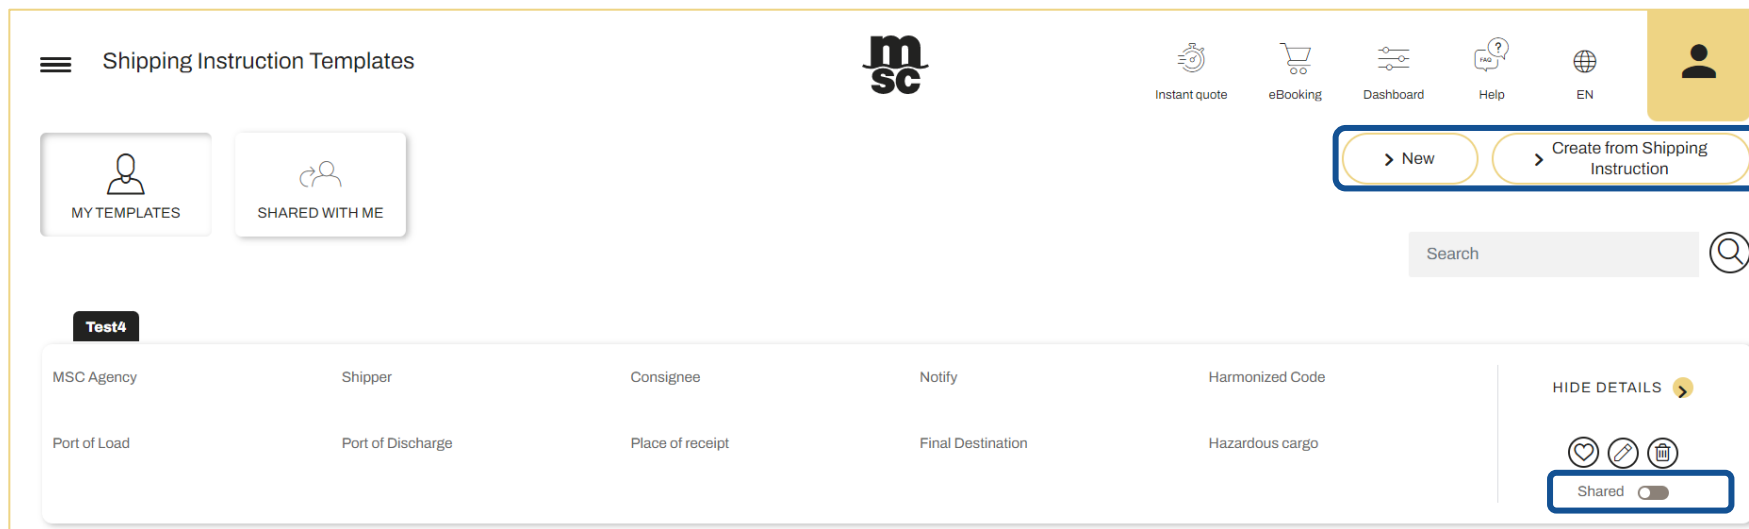 Shipping Instruction Templates
m
sc
Instant quote
eBooking
Dashboard
FAQ
?
Help
EN
MY TEMPLATES
SHARED WITH ME
New
Create from Shipping
Instruction
Search
Test4
MSC Agency
Shipper
Consignee
Notify
Harmonized Code
HIDE DETAILS
Port of Load
Port of Discharge
Place of receipt
Final Destination
Hazardous cargo
Shared